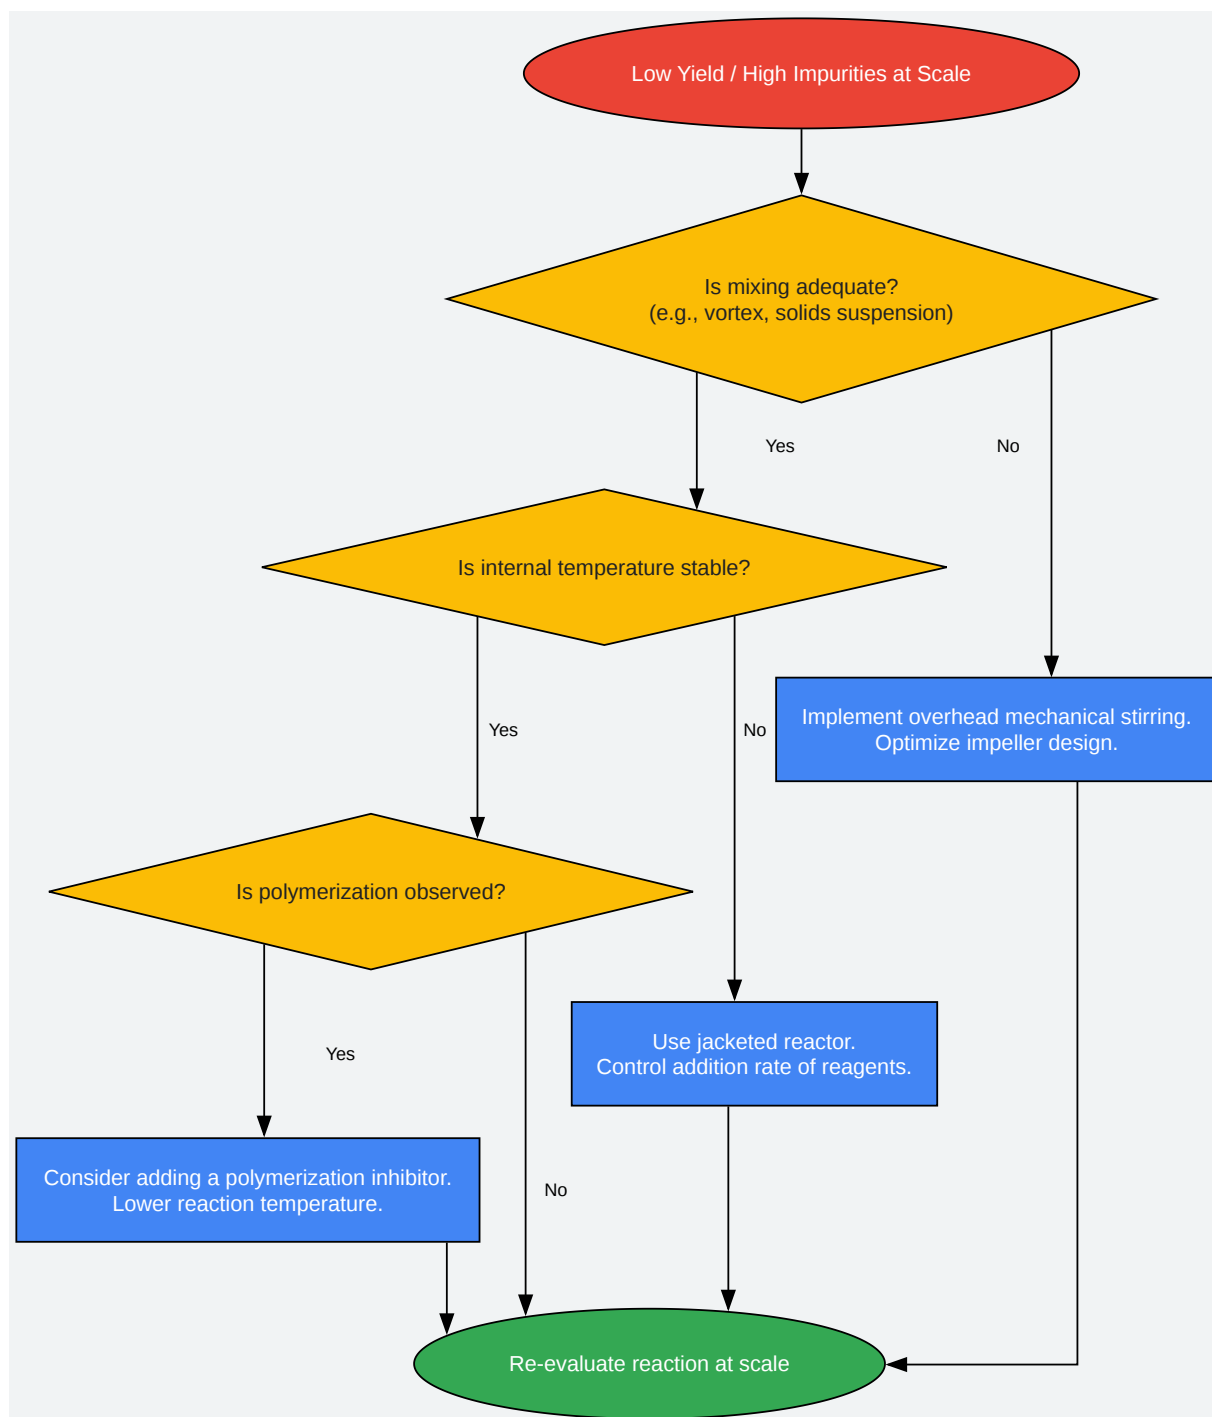 Low Yield / High Impurities at Scale
Is mixing adequate?
(e.g., vortex, solids suspension)
Yes
No
Is internal temperature stable?
Implement overhead mechanical stirring.
Optimize impeller design.
Yes
No
Is polymerization observed?
Use jacketed reactor.
Control addition rate of reagents.
Yes
Consider adding a polymerization inhibitor.
Lower reaction temperature.
No
Re-evaluate reaction at scale